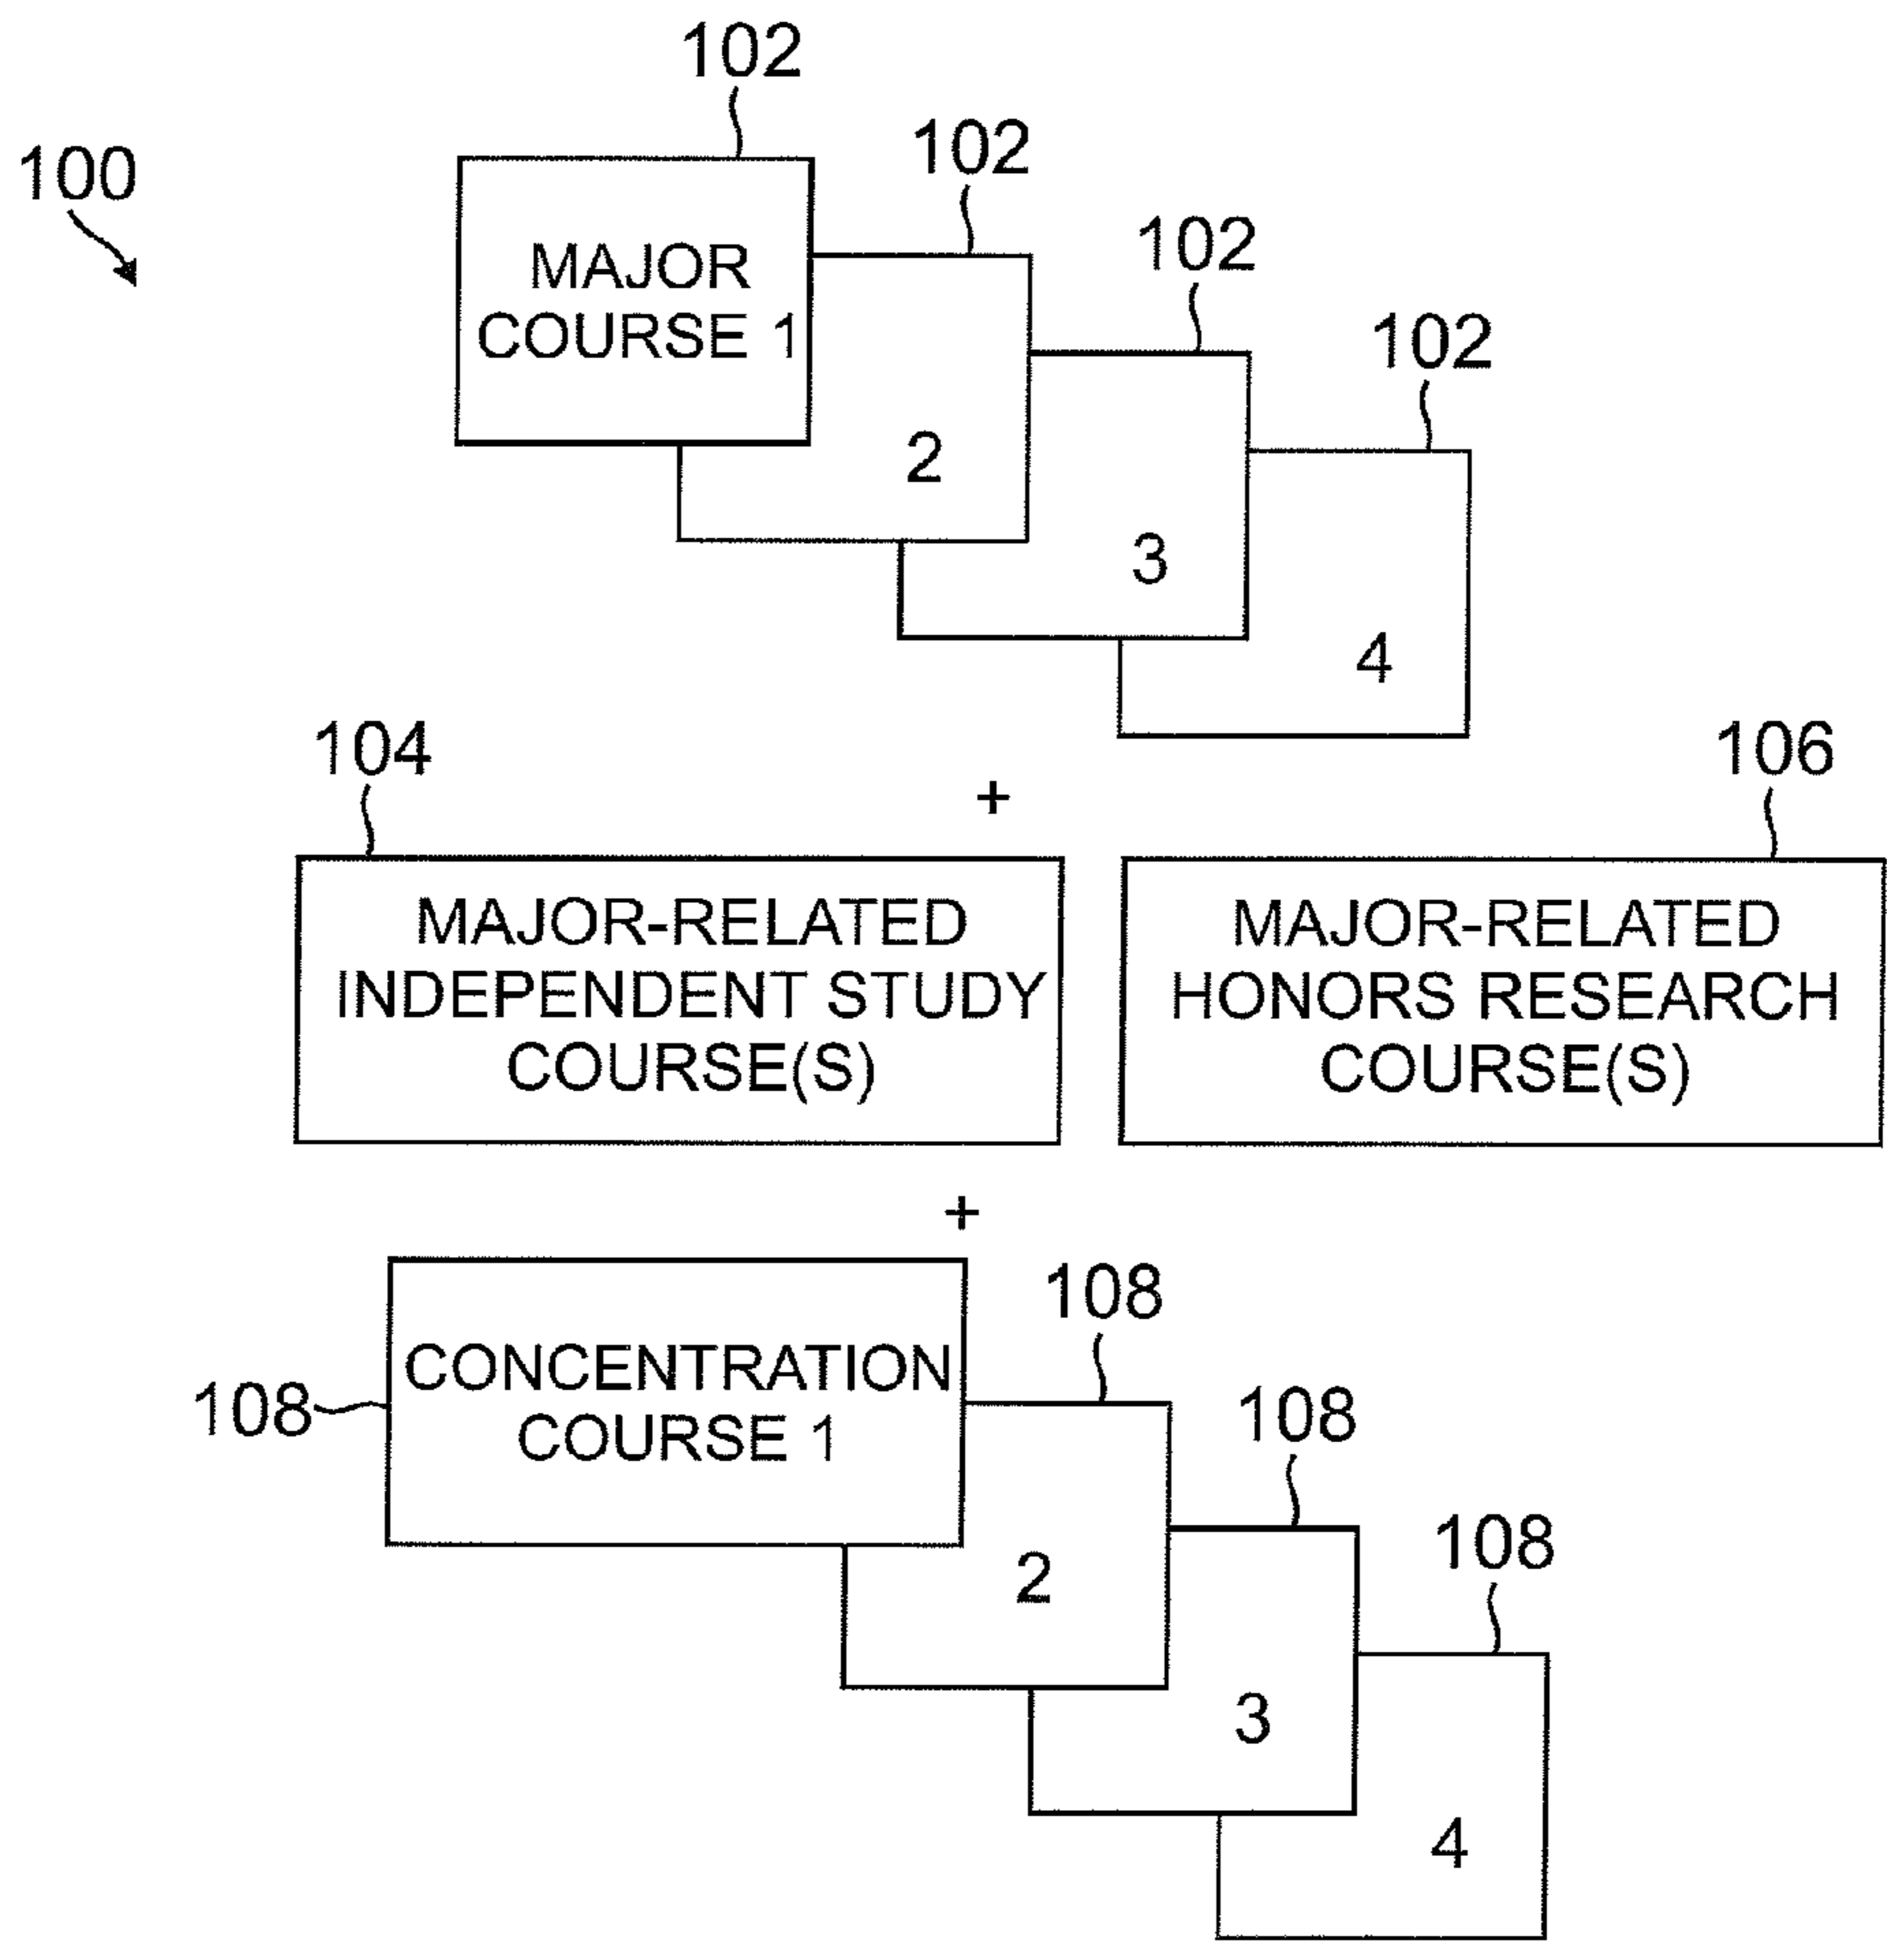 102
102
100
102
MAJOR
COURSE 1
102
2
3
4
104
+
106
MAJOR-RELATED
INDEPENDENT STUDY
COURSE(S)
MAJOR-RELATED
HONORS RESEARCH
COURSE(S)
+
108
CONCENTRATION
COURSE 1
108
108
108
2
3
4